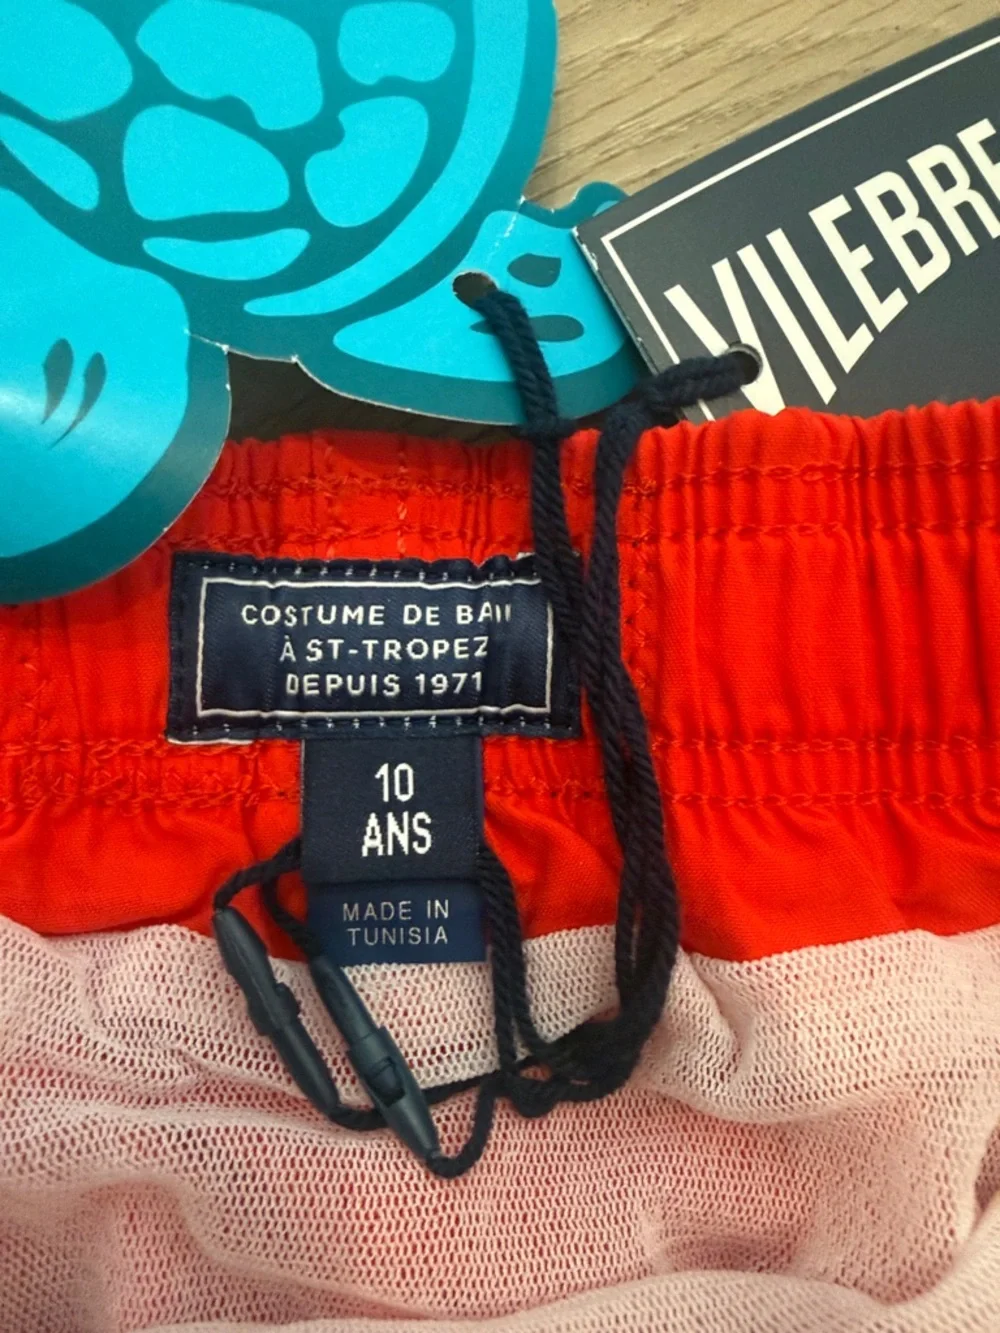 VILEBRE
COSTUME DE BAIN
À ST-TROPEZ
DEPUIS 1971
10
ANS
MADE IN
TUNISIA